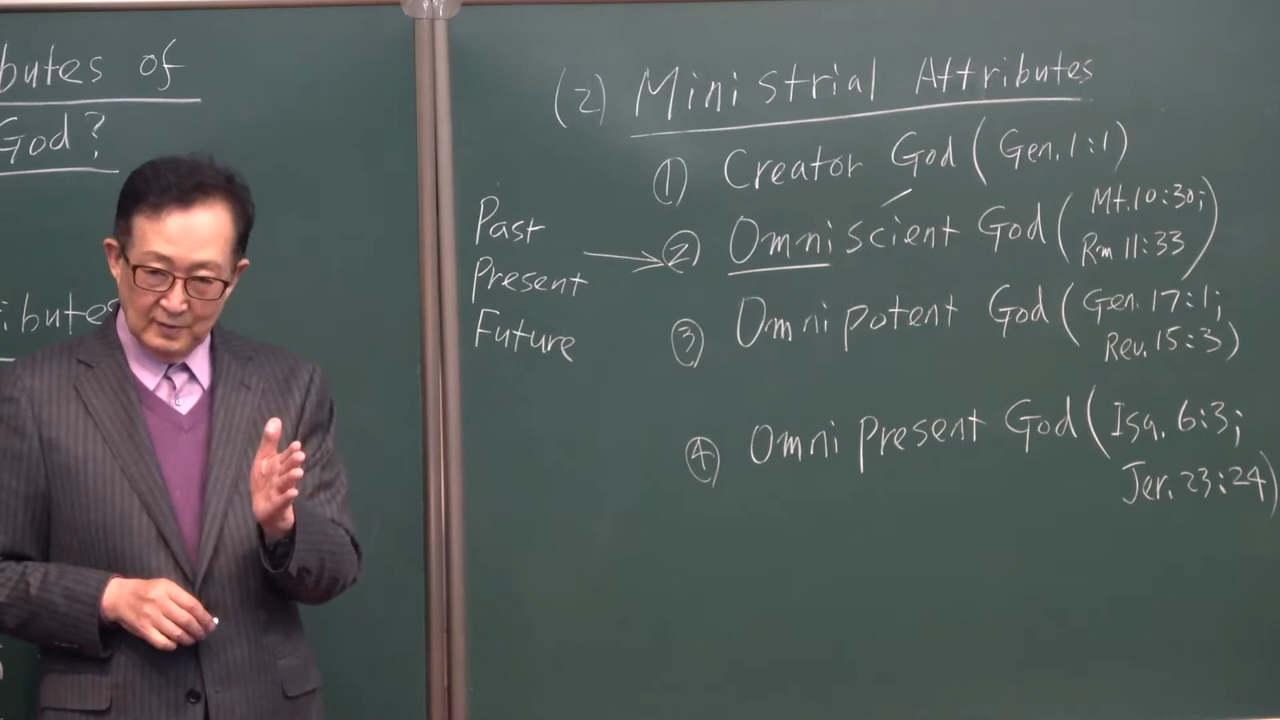 butes of
God?
ibutes
(2) Ministrial Attributes
① Creator God (Gen. 1:1)
② Omniscient God (Mt. 10:30;
Rm 11:33)
③ Omnipotent God (Gen. 17:1;
Rev. 15:3)
④ Omnipresent God (Isa. 6:3;
Jer. 23:24)
Past
Present
Future